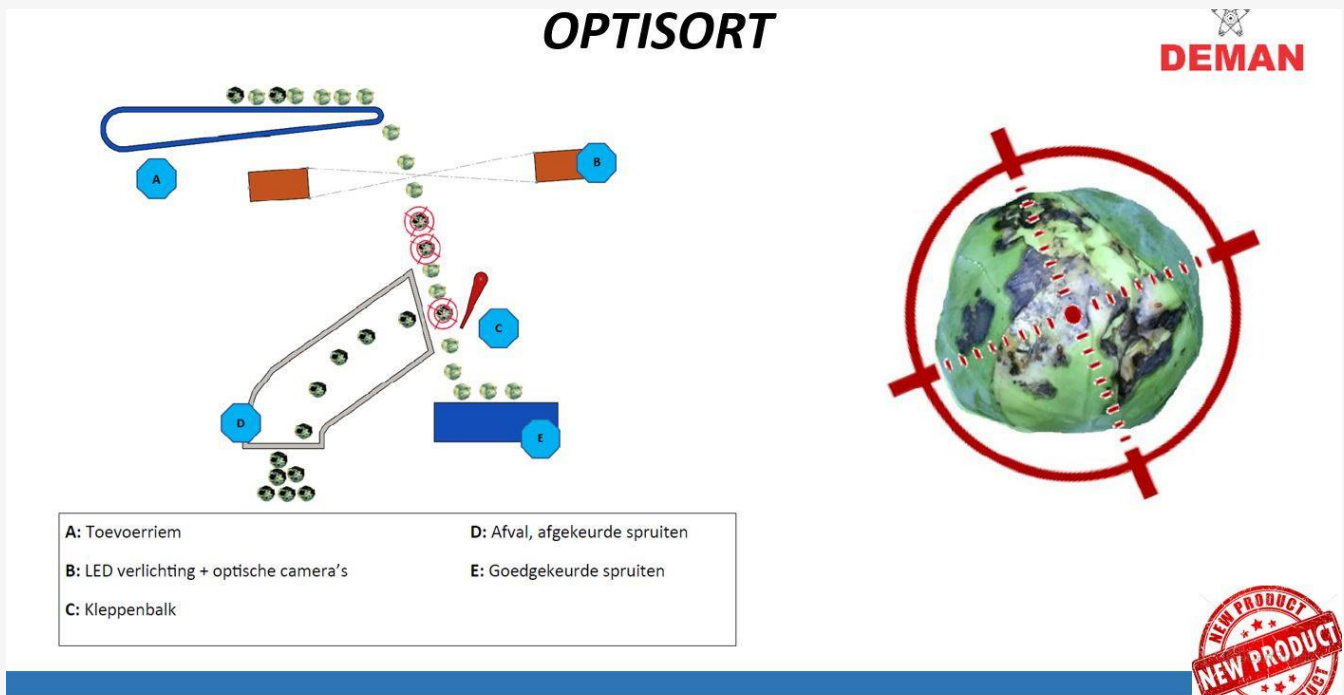 OPTISORT
DEMAN
A
B
C
D
E
A: Toevoerriem
D: Afval, afgekeurde spruiten
B: LED verlichting + optische camera's
E: Goedgekeurde spruiten
C: Kleppenbalk
NEW PRODUCT
NEW PRODUCT